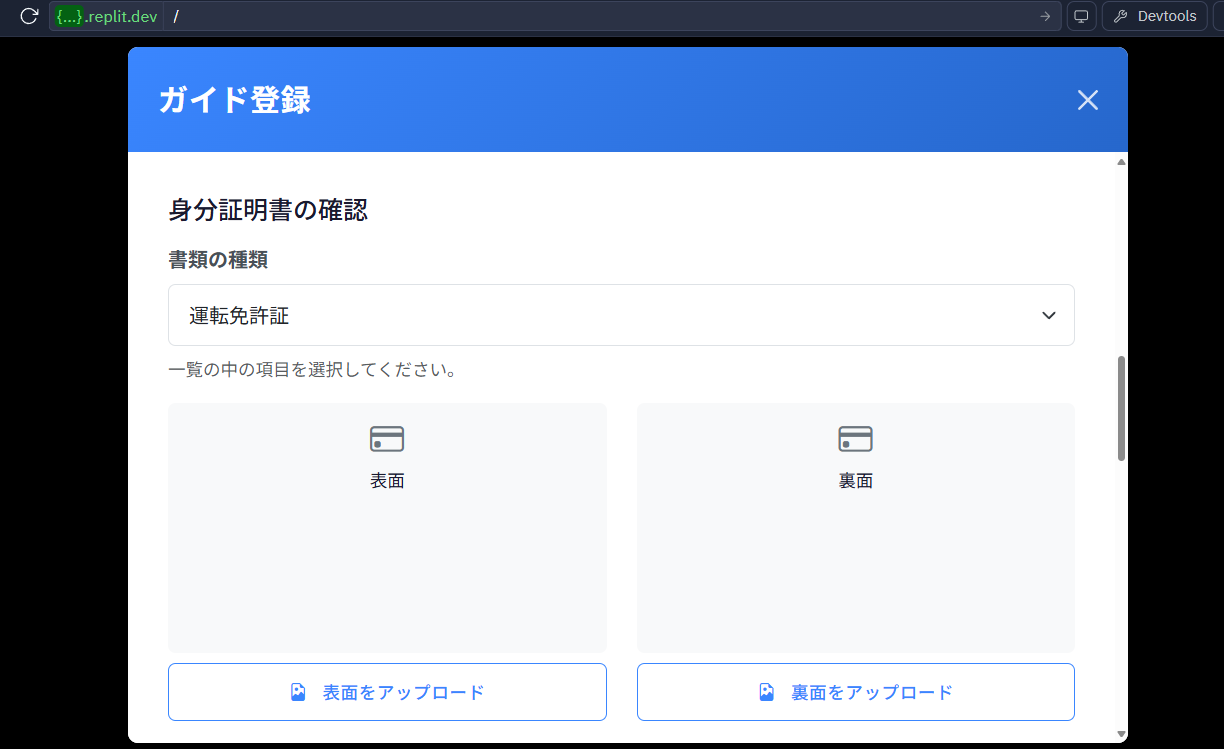 {...}.replit.dev /
Devtools
ガイド登録
身分証明書の確認
書類の種類
運転免許証
一覧の中の項目を選択してください。
表面
裏面
表面をアップロード
裏面をアップロード